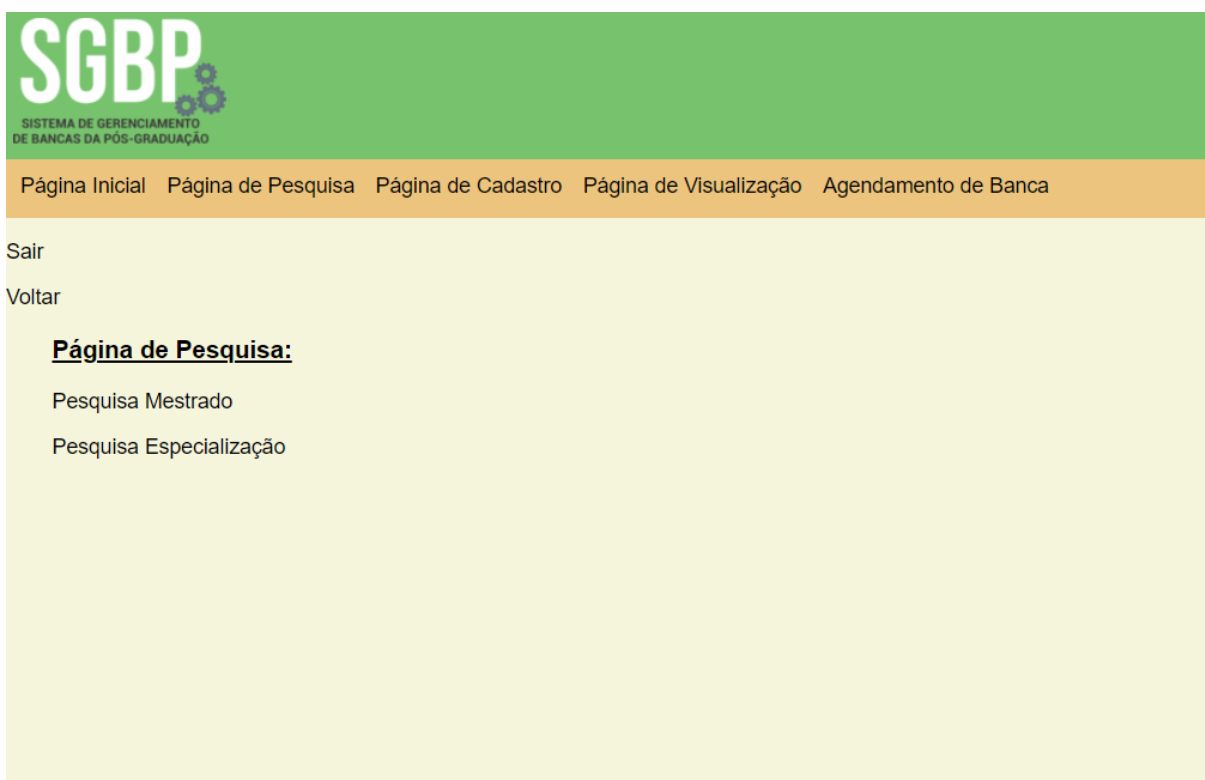 SGBP
SISTEMA DE GERENCIAMENTO
DE BANCAS DA PÓS-GRADUAÇÃO
Página Inicial Página de Pesquisa Página de Cadastro Página de Visualização Agendamento de Banca
Sair
Voltar
Página de Pesquisa:
Pesquisa Mestrado
Pesquisa Especialização